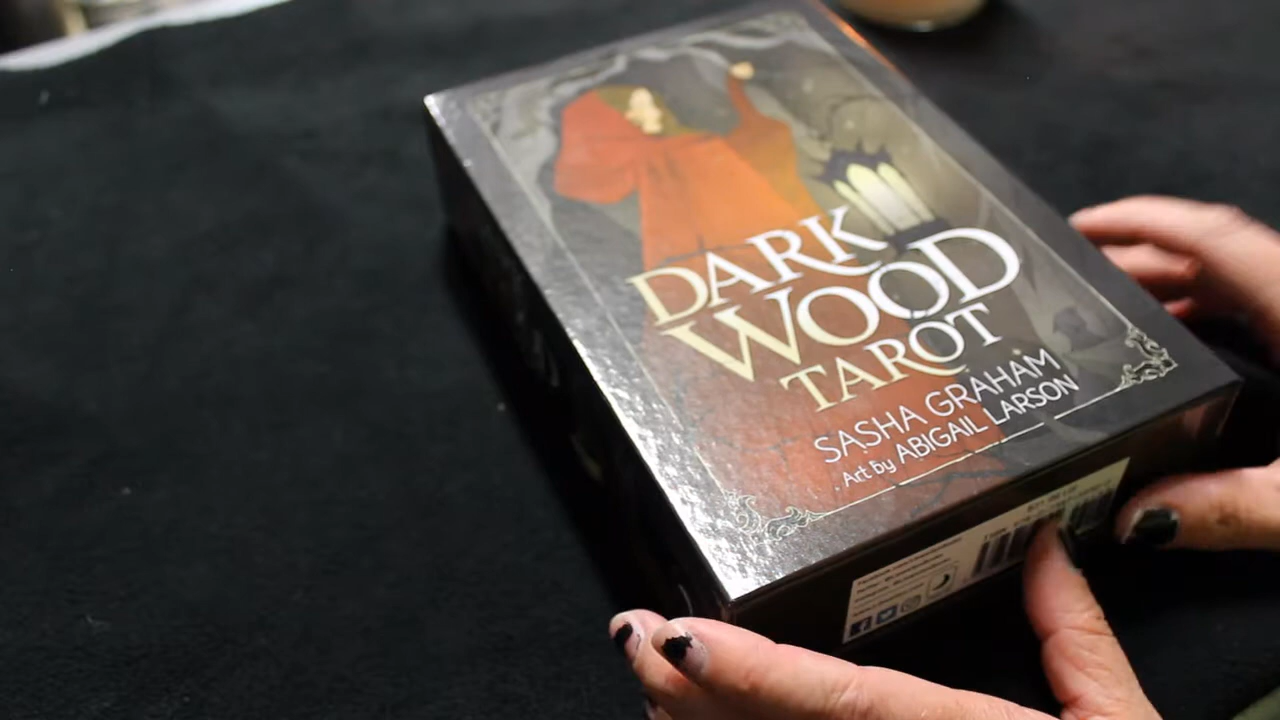 DARK
WOOD
TAROT
SASHA GRAHAM
Art by ABIGAIL LARSON